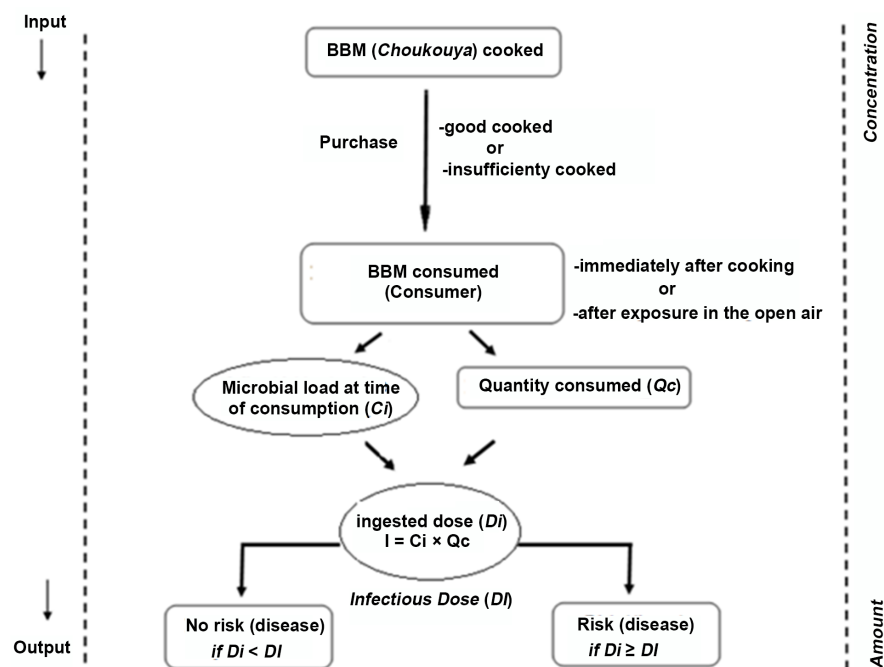 Input
BBM (Choukouya) cooked
Concentration
Purchase
-good cooked
or
-insufficienty cooked
BBM consumed
(Consumer)
-immediately after cooking
or
-after exposure in the open air
Microbial load at time
of consumption (Ci)
Quantity consumed (Qc)
ingested dose (Di)
I = Ci × Qc
Infectious Dose (DI)
No risk (disease)
if Di < DI
Risk (disease)
if Di ≥ DI
Output
Amount